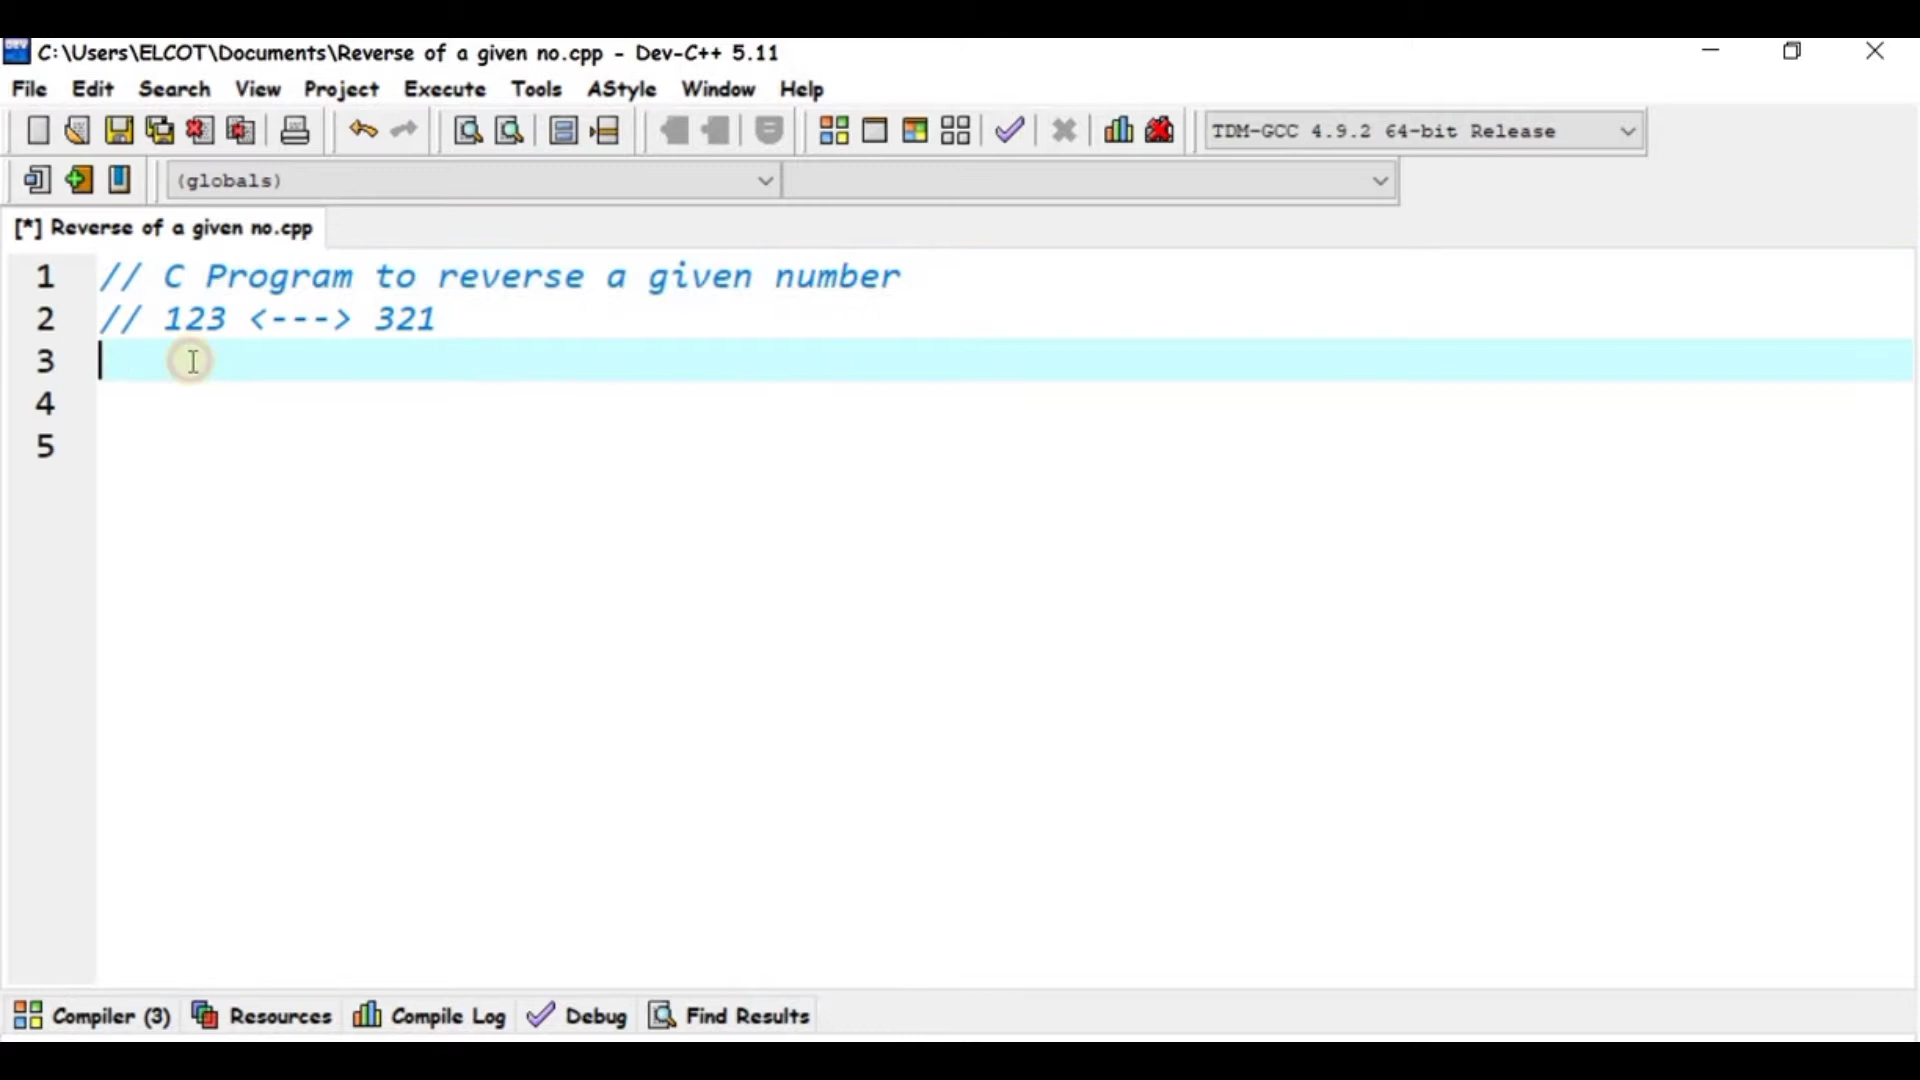 C:\Users\ELCOT\Documents\Reverse of a given no.cpp - Dev-C++ 5.11
File Edit Search View Project Execute Tools AStyle Window Help
TDM-GCC 4.9.2 64-bit Release
(globals)
[*] Reverse of a given no.cpp
1 // C Program to reverse a given number
2 // 123 <---> 321
3
4
5
Compiler (3) Resources Compile Log Debug Find Results